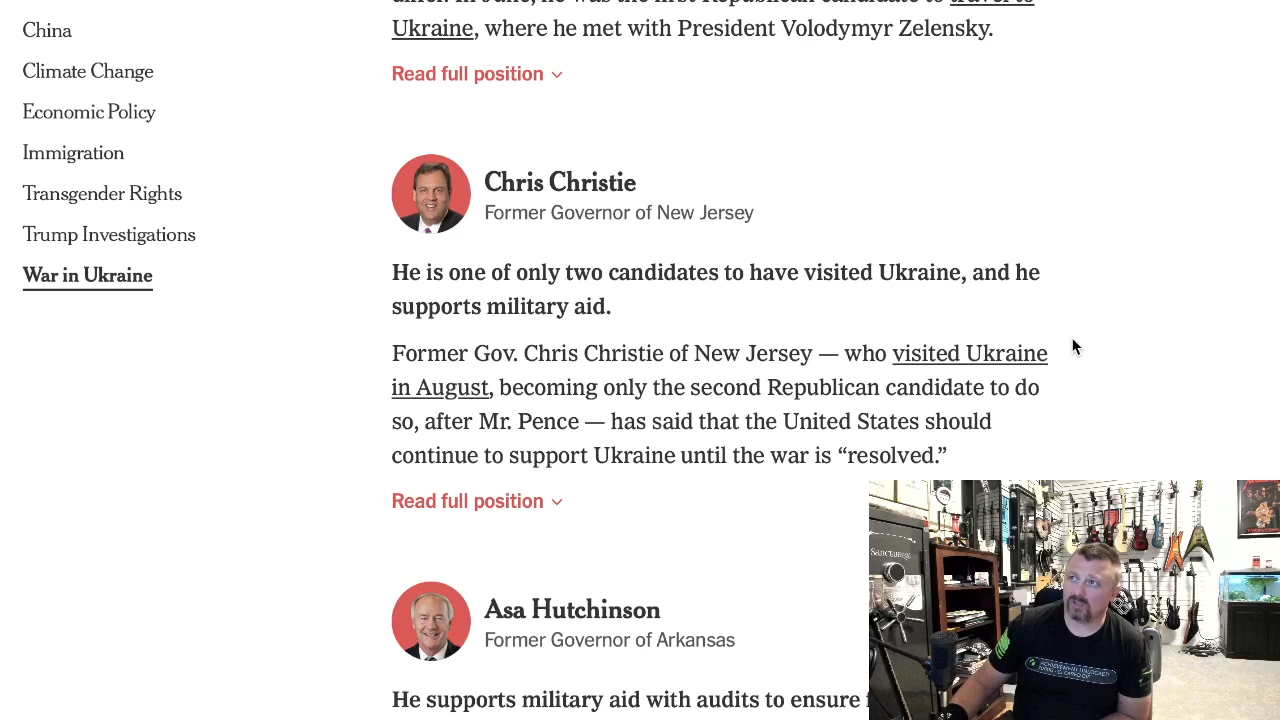 China
Climate Change
Economic Policy
Immigration
Transgender Rights
Trump Investigations
War in Ukraine
Ukraine, where he met with President Volodymyr Zelensky.
Read full position
Chris Christie
Former Governor of New Jersey
He is one of only two candidates to have visited Ukraine, and he
supports military aid.
Former Gov. Chris Christie of New Jersey — who visited Ukraine
in August, becoming only the second Republican candidate to do
so, after Mr. Pence — has said that the United States should
continue to support Ukraine until the war is “resolved.”
Read full position
Asa Hutchinson
Former Governor of Arkansas
He supports military aid with audits to ensure
Sanctuary
ACHIEVEMENT UNLOCKED